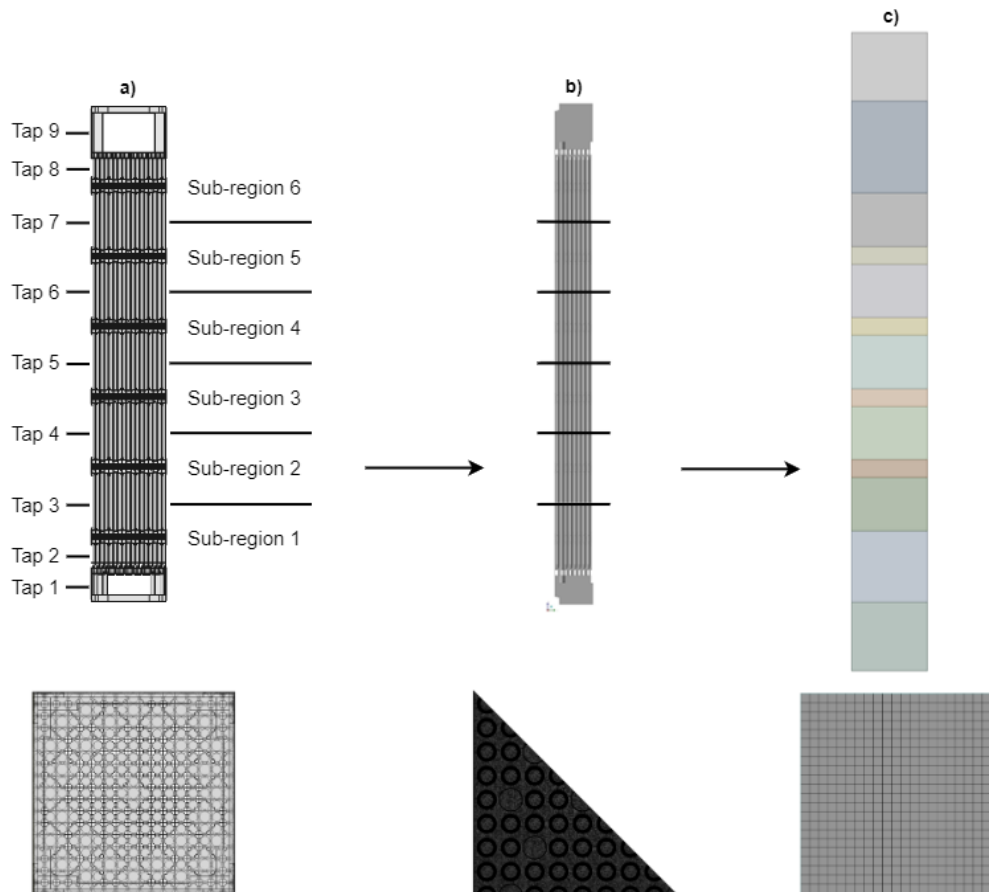 c)
a)
b)
Tap 9
Tap 8
Sub-region 6
Tap 7
Sub-region 5
Tap 6
Sub-region 4
Tap 5
Sub-region 3
Tap 4
Sub-region 2
Tap 3
Sub-region 1
Tap 2
Tap 1